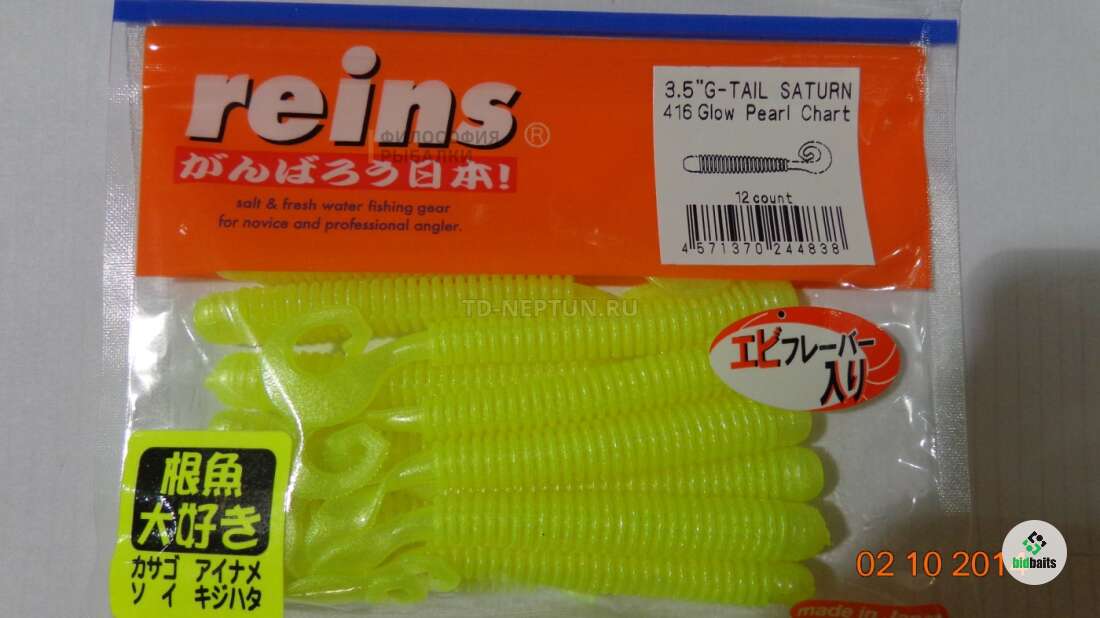 reins
®
ФИЛОСОФИЯ
РЫБАЛКИ
がんばろう日本!
salt & fresh water fishing gear
for novice and professional angler.
3.5"G-TAIL SATURN
416 Glow Pearl Chart
12 count
4 571370 244838
TD-NEPTUN.RU
エビフレーバー
入り
根魚
大好き
カサゴ アイナメ
ソイ キジハタ
02 10 201
bidbaits
made in Japan